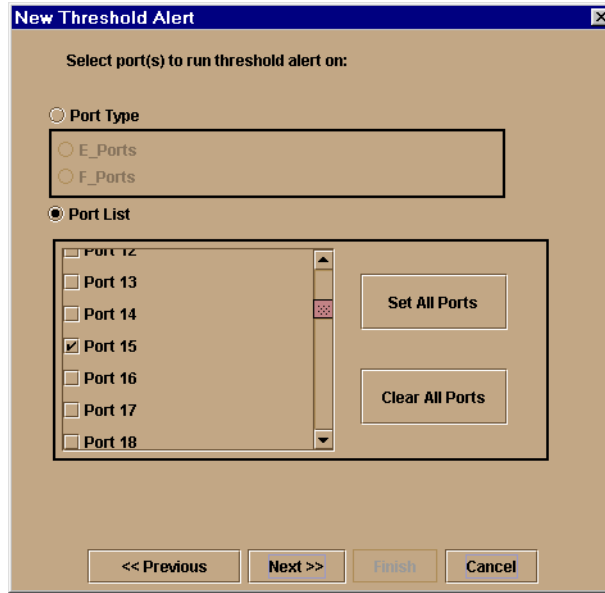 New Threshold Alert
Select port(s) to run threshold alert on:
Port Type
E_Ports
F_Ports
Port List
Port 12
Port 13
Port 14
Port 15
Port 16
Port 17
Port 18
Set All Ports
Clear All Ports
<< Previous Next >> Finish Cancel